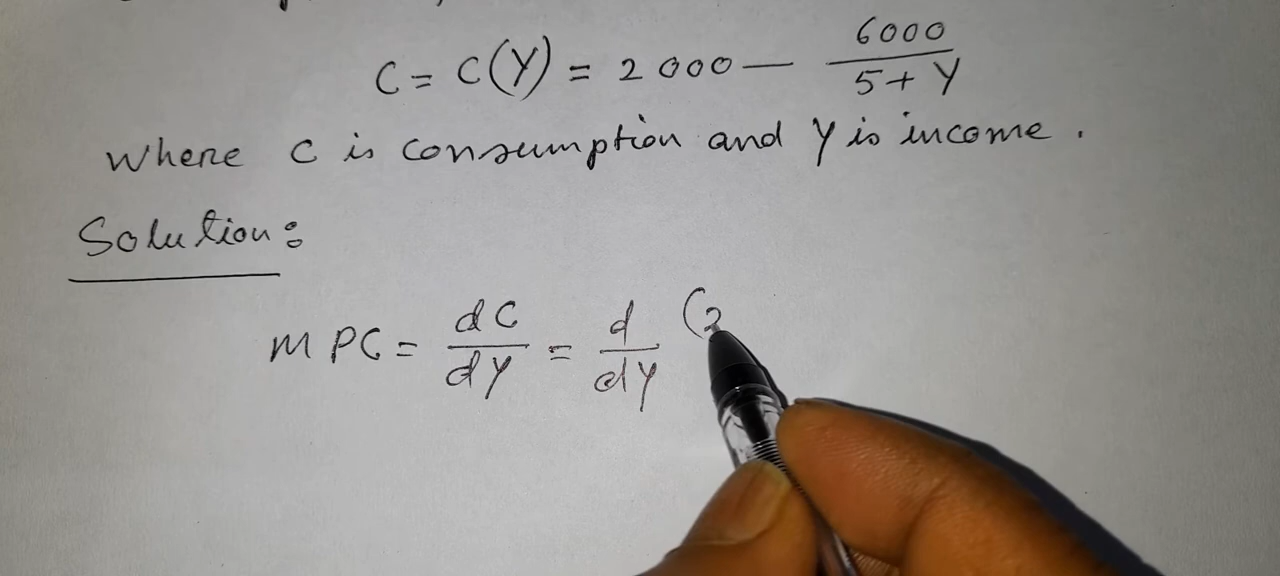 C = C(Y) = 2000 — 6000 / 5 + Y
Where C is consumption and Y is income.
Solution:
MPC = dC / dY = d / dY (2